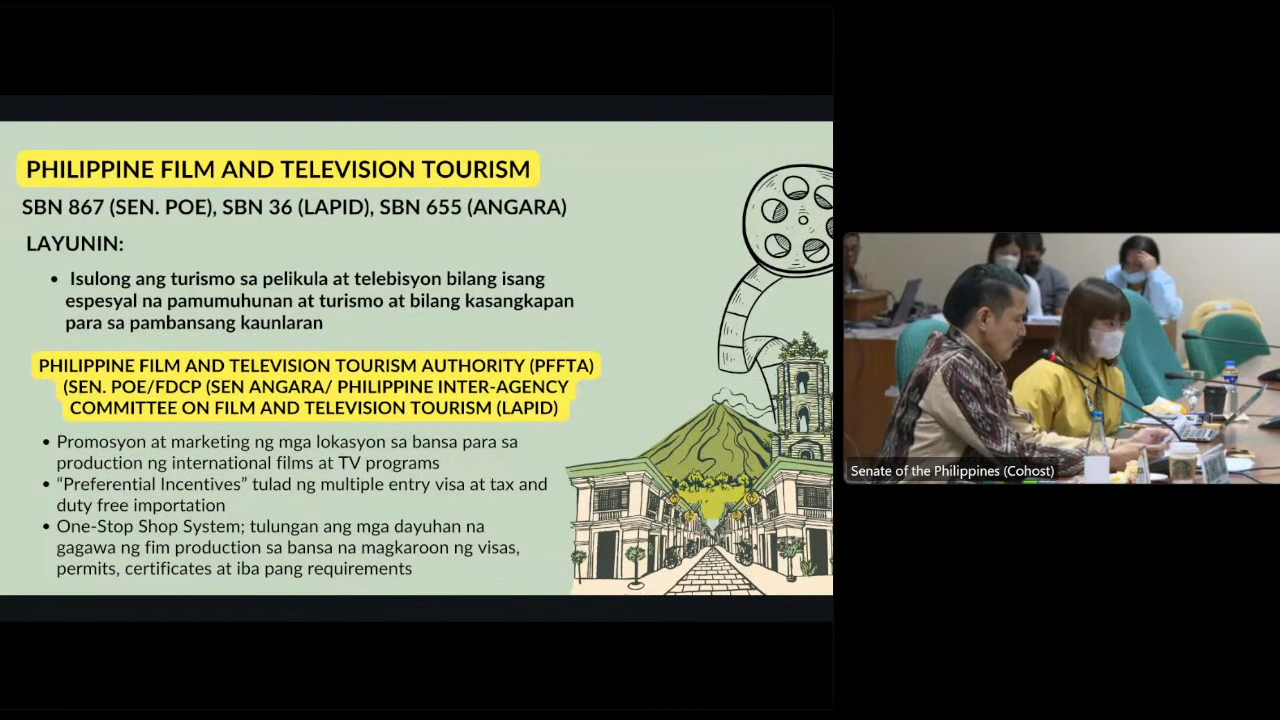 PHILIPPINE FILM AND TELEVISION TOURISM
SBN 867 (SEN. POE), SBN 36 (LAPID), SBN 655 (ANGARA)
LAYUNIN:
• Isulong ang turismo sa pelikula at telebisyon bilang isang
espesyal na pamumuhunan at turismo at bilang kasangkapan
para sa pambansang kaunlaran
PHILIPPINE FILM AND TELEVISION TOURISM AUTHORITY (PFFTA)
(SEN. POE/FDCP (SEN ANGARA/ PHILIPPINE INTER-AGENCY
COMMITTEE ON FILM AND TELEVISION TOURISM (LAPID)
• Promosyon at marketing ng mga lokasyon sa bansa para sa
production ng international films at TV programs
• “Preferential Incentives” tulad ng multiple entry visa at tax and
duty free importation
• One-Stop Shop System; tulungan ang mga dayuhan na
gagawa ng fim production sa bansa na magkaroon ng visas,
permits, certificates at iba pang requirements
Senate of the Philippines (Cohost)